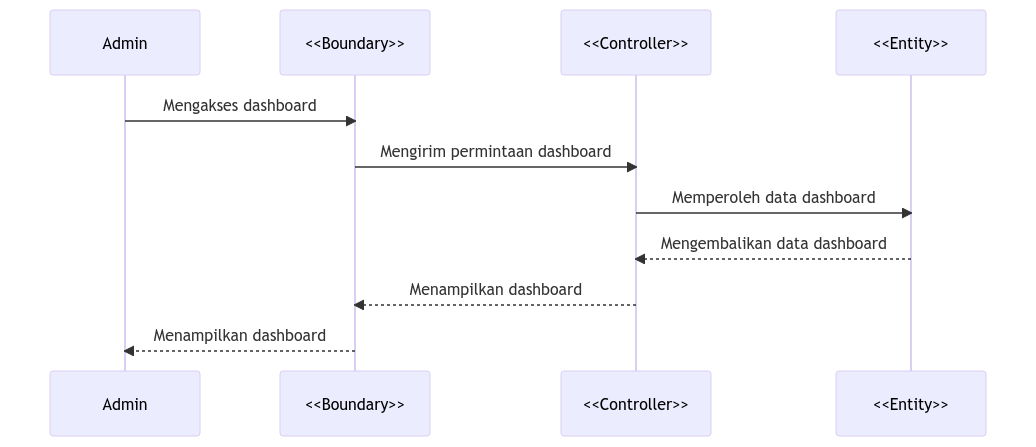 Admin
<<Boundary>>
<<Controller>>
<<Entity>>
Mengakses dashboard
Mengirim permintaan dashboard
Memperoleh data dashboard
Mengembalikan data dashboard
Menampilkan dashboard
Menampilkan dashboard
Admin
<<Boundary>>
<<Controller>>
<<Entity>>